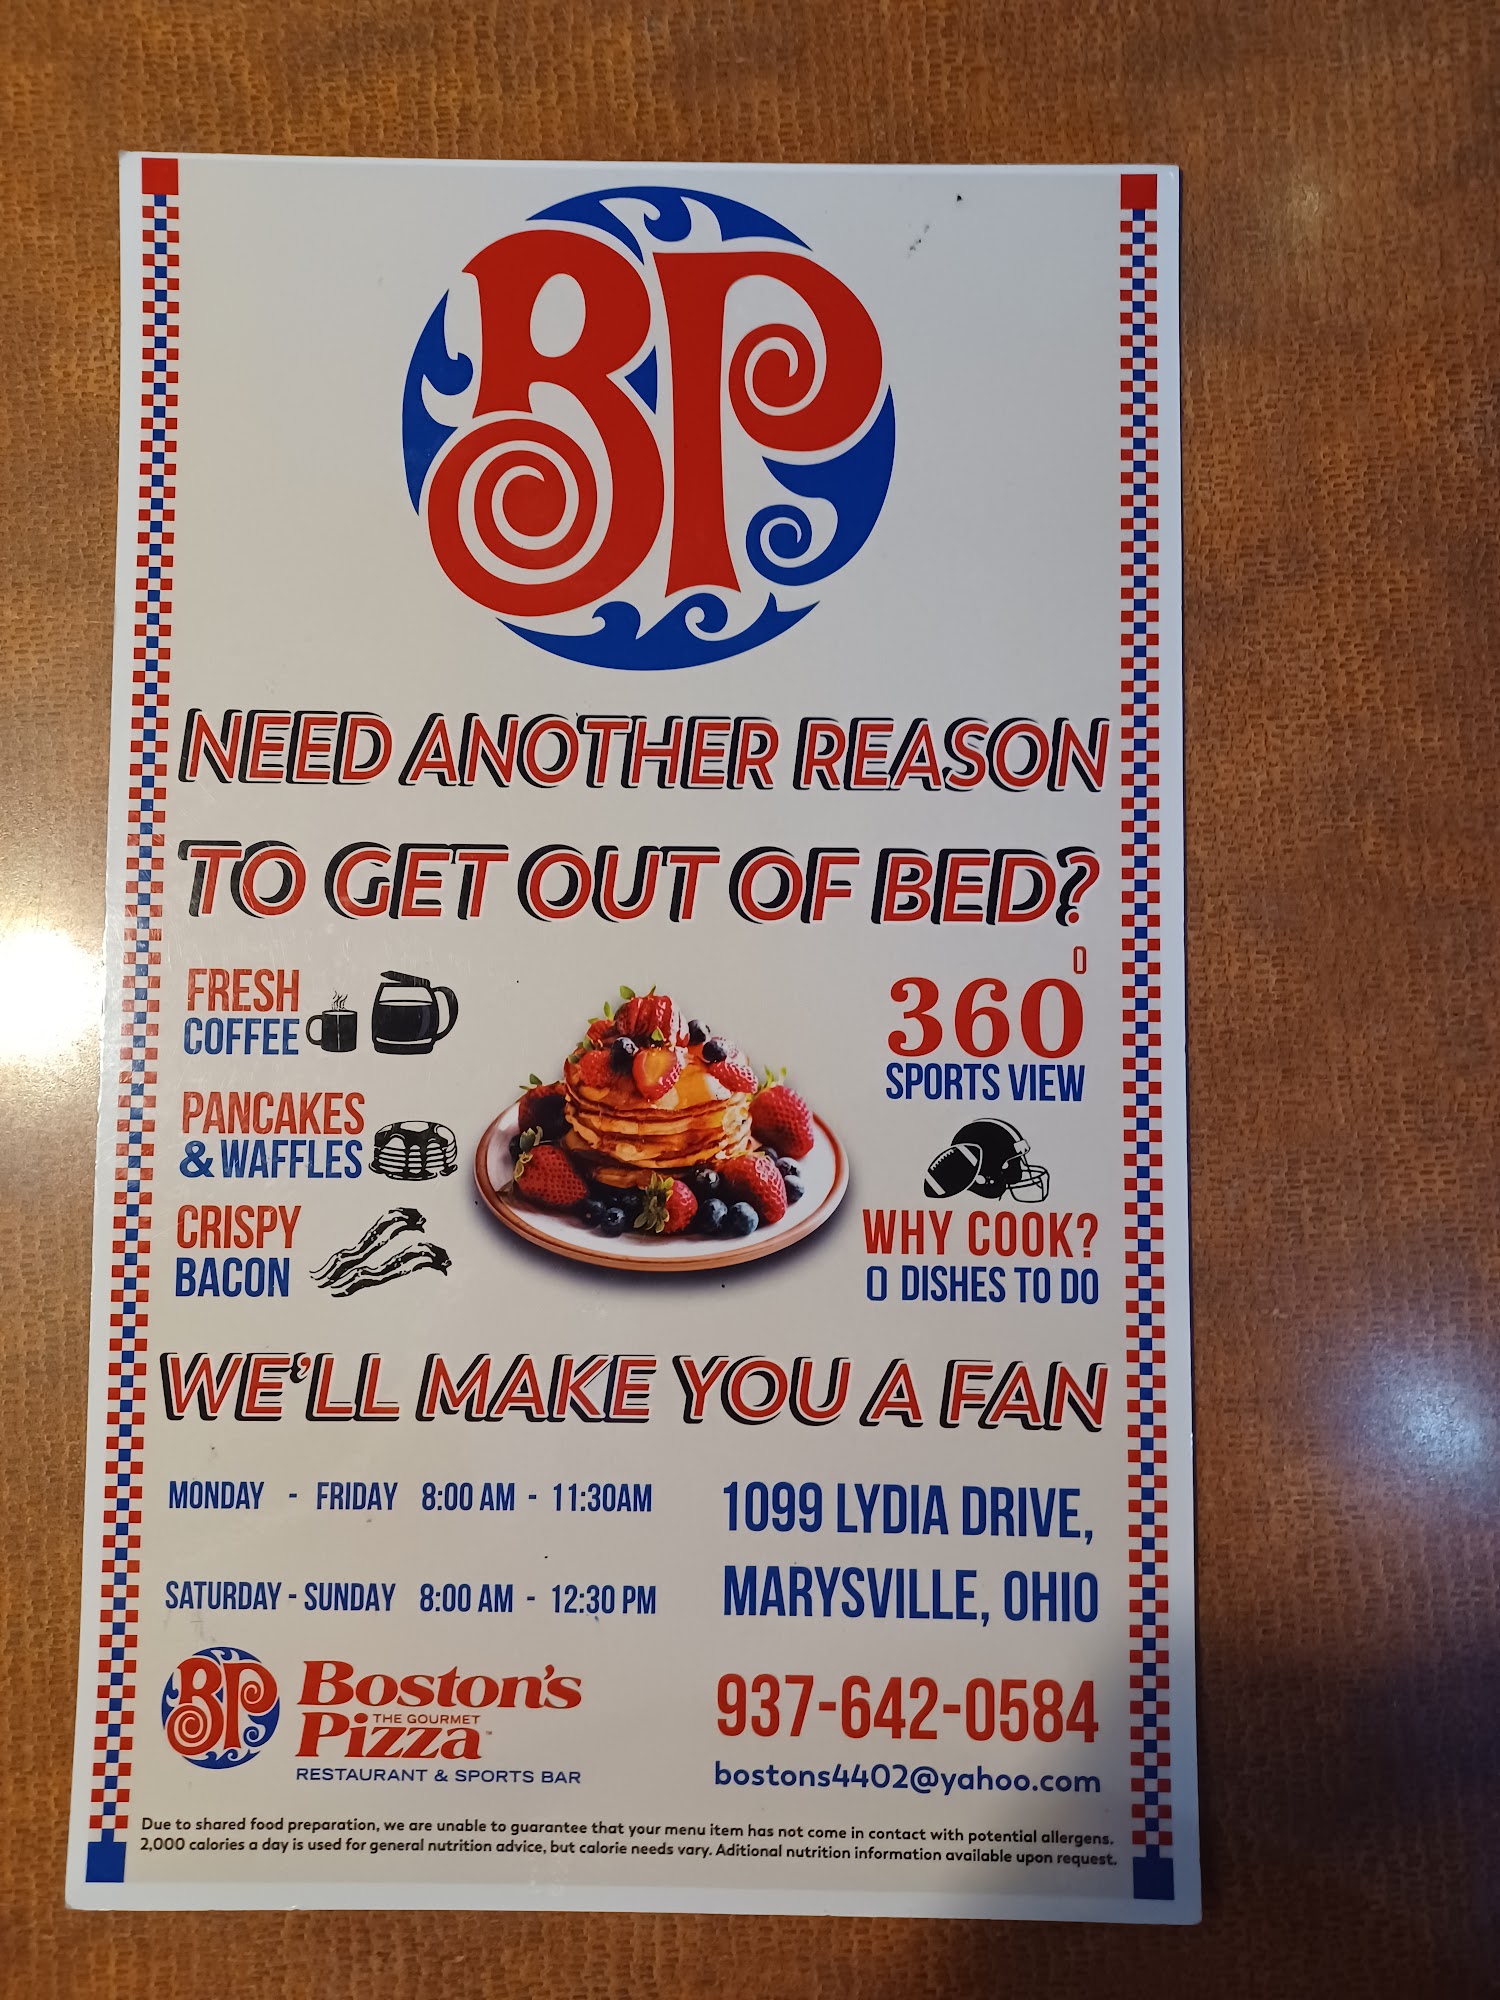 BP
NEED ANOTHER REASON
TO GET OUT OF BED?
FRESH
COFFEE
PANCAKES
& WAFFLES
CRISPY
BACON
360⁰
SPORTS VIEW
WHY COOK?
0 DISHES TO DO
WE'LL MAKE YOU A FAN
MONDAY - FRIDAY 8:00 AM - 11:30AM
SATURDAY - SUNDAY 8:00 AM - 12:30 PM
1099 LYDIA DRIVE,
MARYSVILLE, OHIO
BP
Boston's
THE GOURMET
Pizza™
RESTAURANT & SPORTS BAR
937-642-0584
bostons4402@yahoo.com
Due to shared food preparation, we are unable to guarantee that your menu item has not come in contact with potential allergens.
2,000 calories a day is used for general nutrition advice, but calorie needs vary. Aditional nutrition information available upon request.